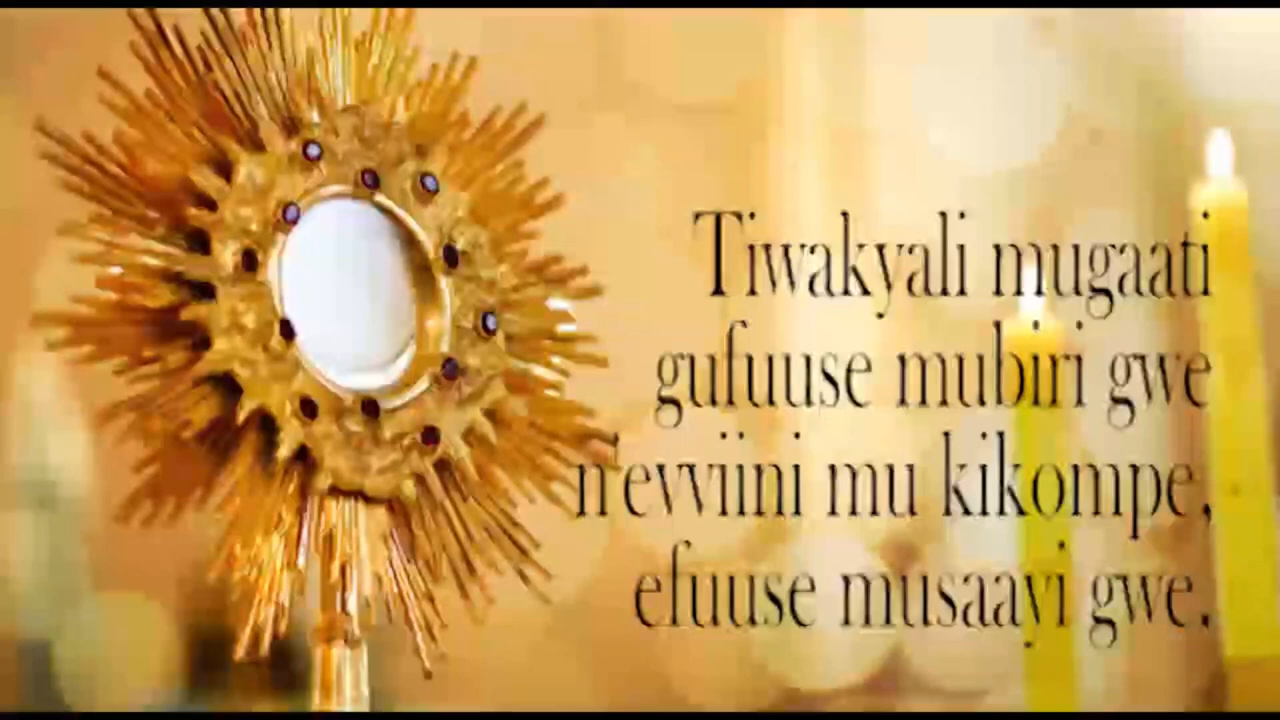 Tiwakyali mugaati
gufuuse mubiri gwe
n'evviini mu kikompe,
efuuse musaayi gwe.